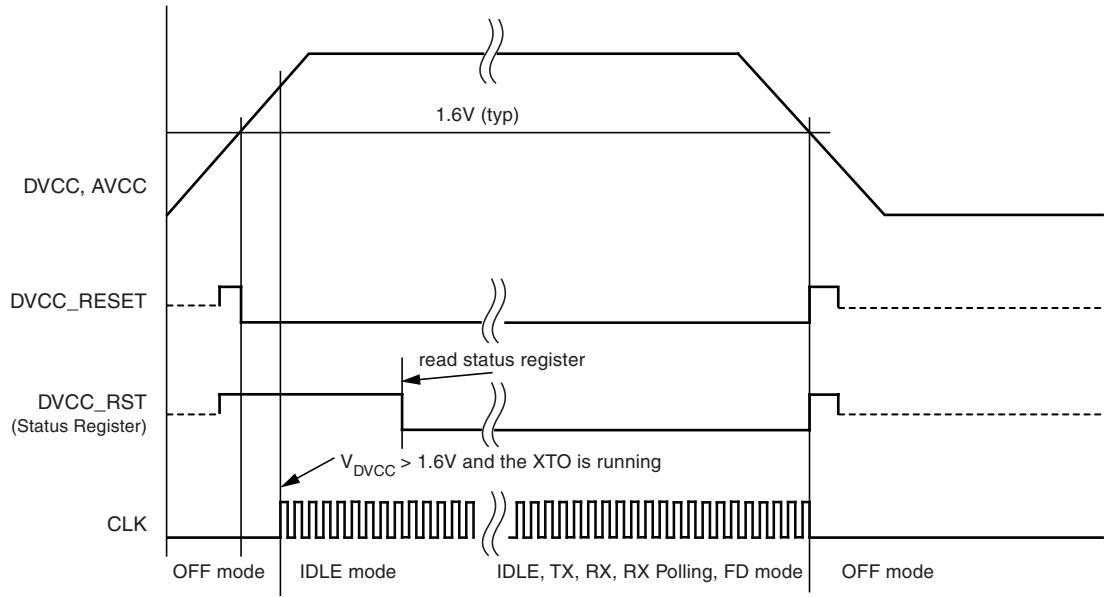 1.6V (typ)
DVCC, AVCC
DVCC_RESET
read status register
DVCC_RST
(Status Register)
VDVCC > 1.6V and the XTO is running
CLK
OFF mode
IDLE mode
IDLE, TX, RX, RX Polling, FD mode
OFF mode